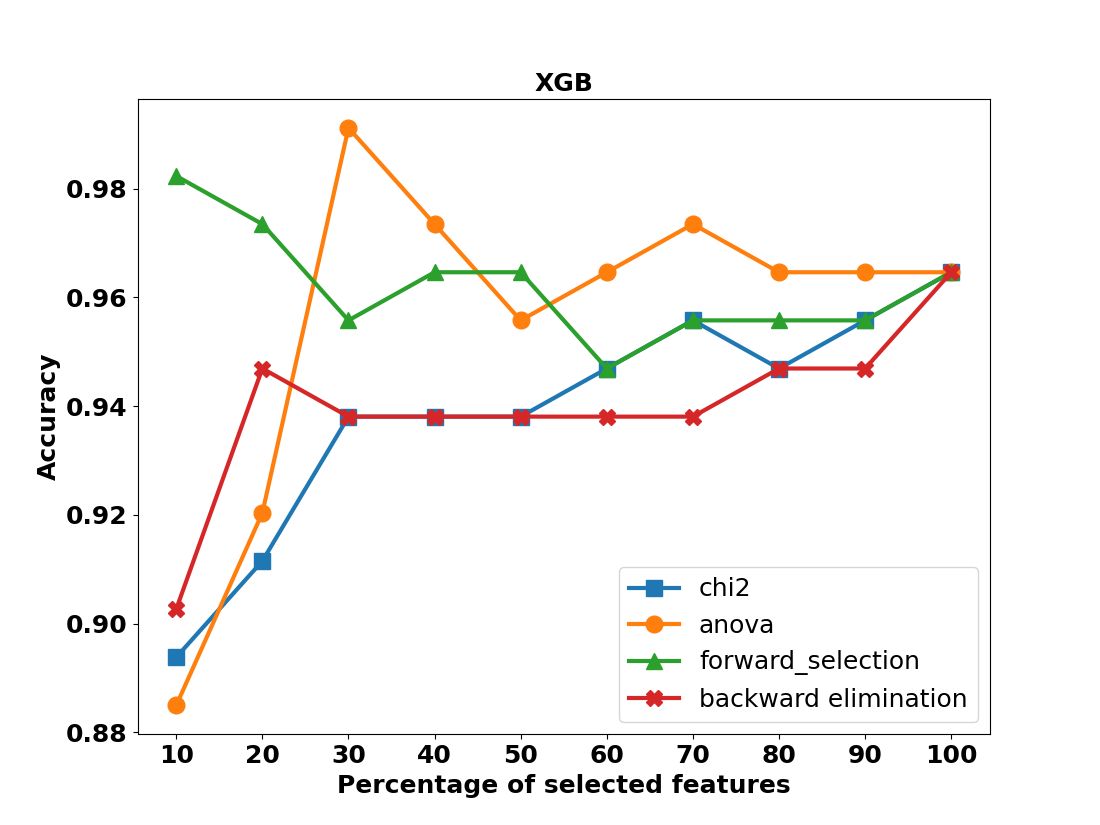 XGB
0.98
0.96
0.94
0.92
0.90
0.88
Accuracy
chi2
anova
forward_selection
backward elimination
10 20 30 40 50 60 70 80 90 100
Percentage of selected features